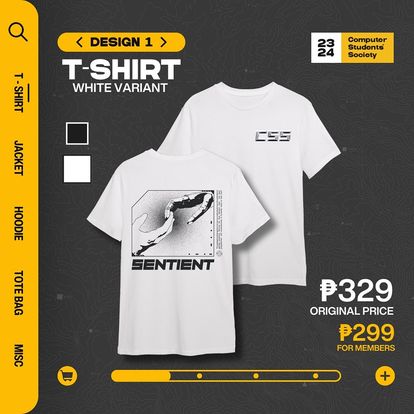 DESIGN 1
T-SHIRT
WHITE VARIANT
23
24
Computer
Students'
Society
T - SHIRT
JACKET
HOODIE
TOTE BAG
MISC
CSS
SENTIENT
₱329
ORIGINAL PRICE
₱299
FOR MEMBERS